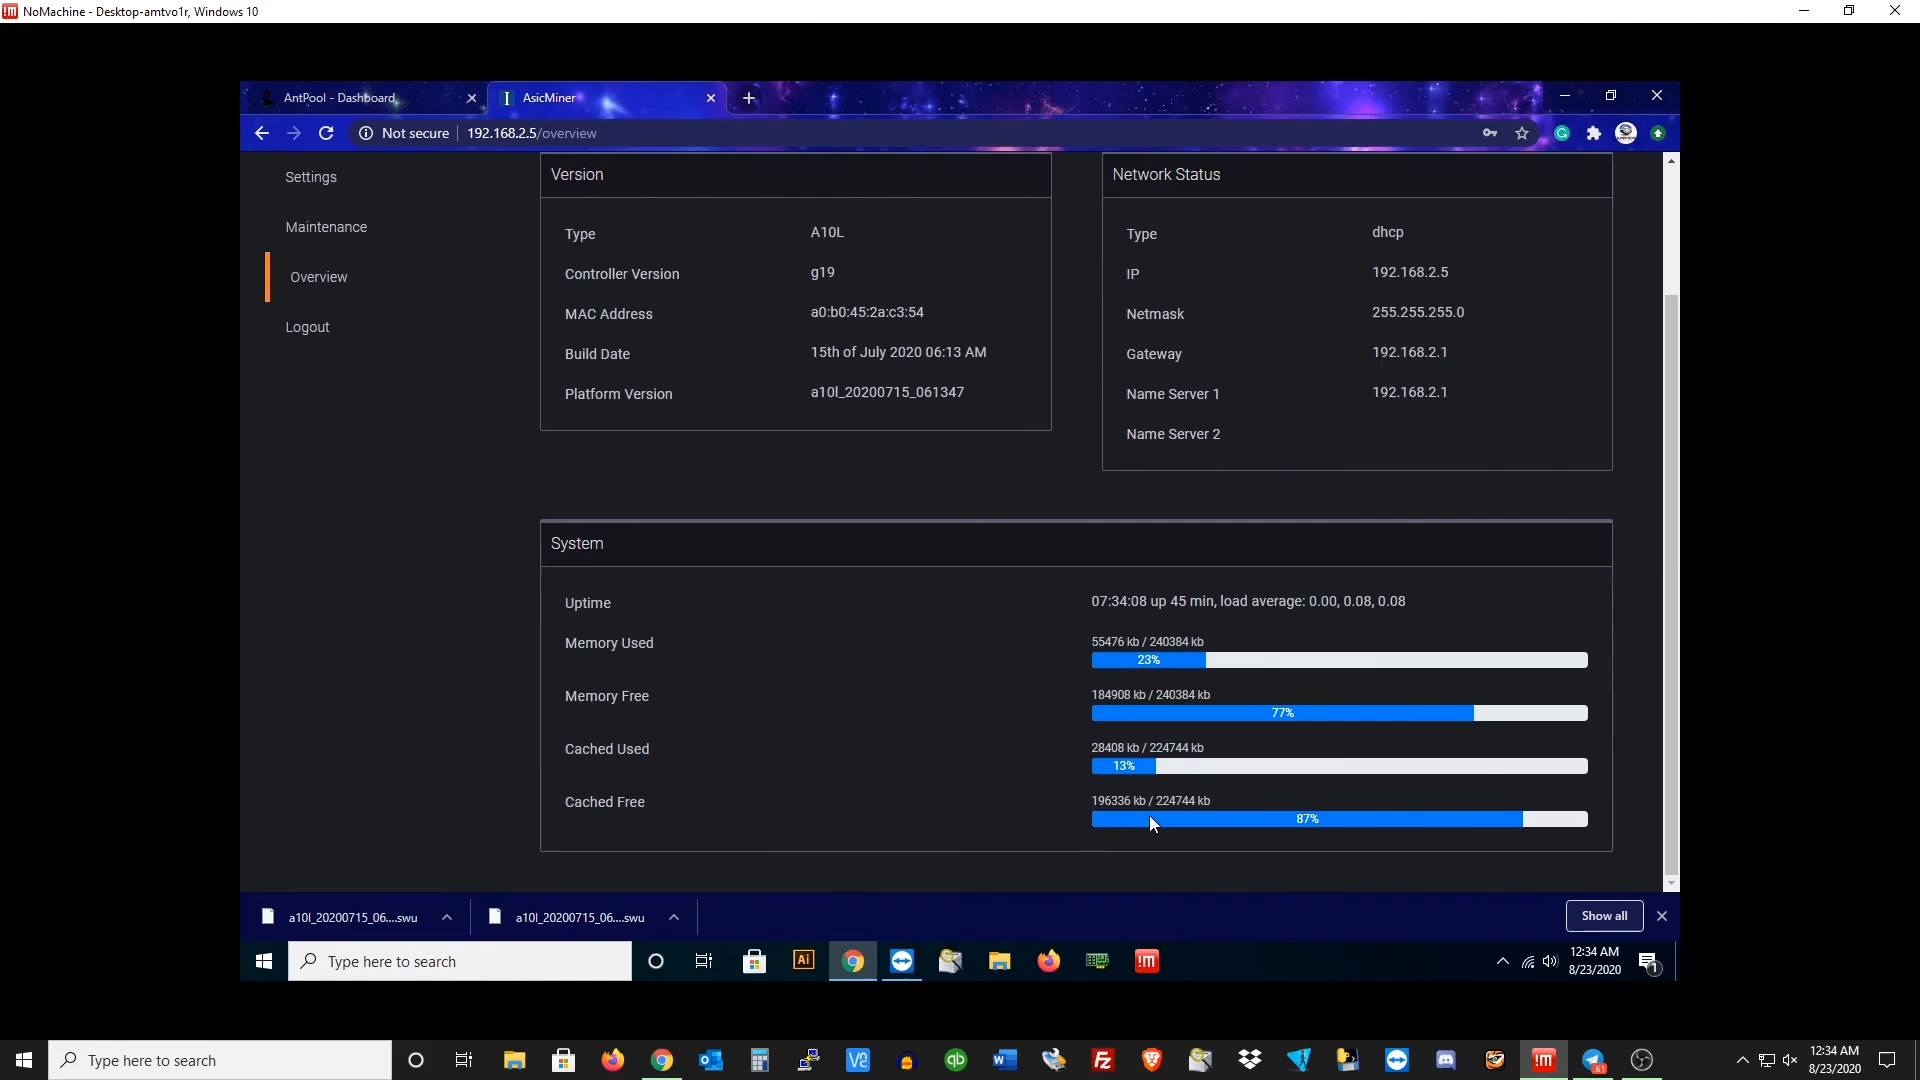 NoMachine - Desktop-amtvo1r, Windows 10
AntPool - Dashboard
AsicMiner
Not secure
192.168.2.5/overview
Settings
Maintenance
Overview
Logout
Version
Type A10L
Controller Version g19
MAC Address a0:b0:45:2a:c3:54
Build Date 15th of July 2020 06:13 AM
Platform Version a10l_20200715_061347
Network Status
Type dhcp
IP 192.168.2.5
Netmask 255.255.255.0
Gateway 192.168.2.1
Name Server 1 192.168.2.1
Name Server 2
System
Uptime 07:34:08 up 45 min, load average: 0.00, 0.08, 0.08
Memory Used 55476 kb / 240384 kb
23%
Memory Free 184908 kb / 240384 kb
77%
Cached Used 28408 kb / 224744 kb
13%
Cached Free 196336 kb / 224744 kb
87%
a10l_20200715_06....swu
a10l_20200715_06....swu
Show all
Type here to search
Ai
!m
12:34 AM
8/23/2020
1
Type here to search
qb
!m
61
12:34 AM
8/23/2020